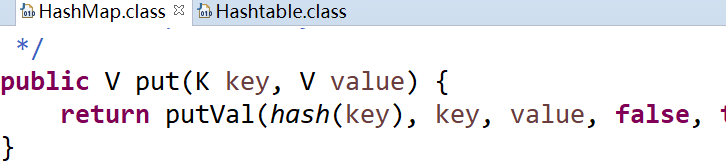 HashMap.class Hashtable.class
*/
public V put(K key, V value) {
return putVal(hash(key), key, value, false,
}